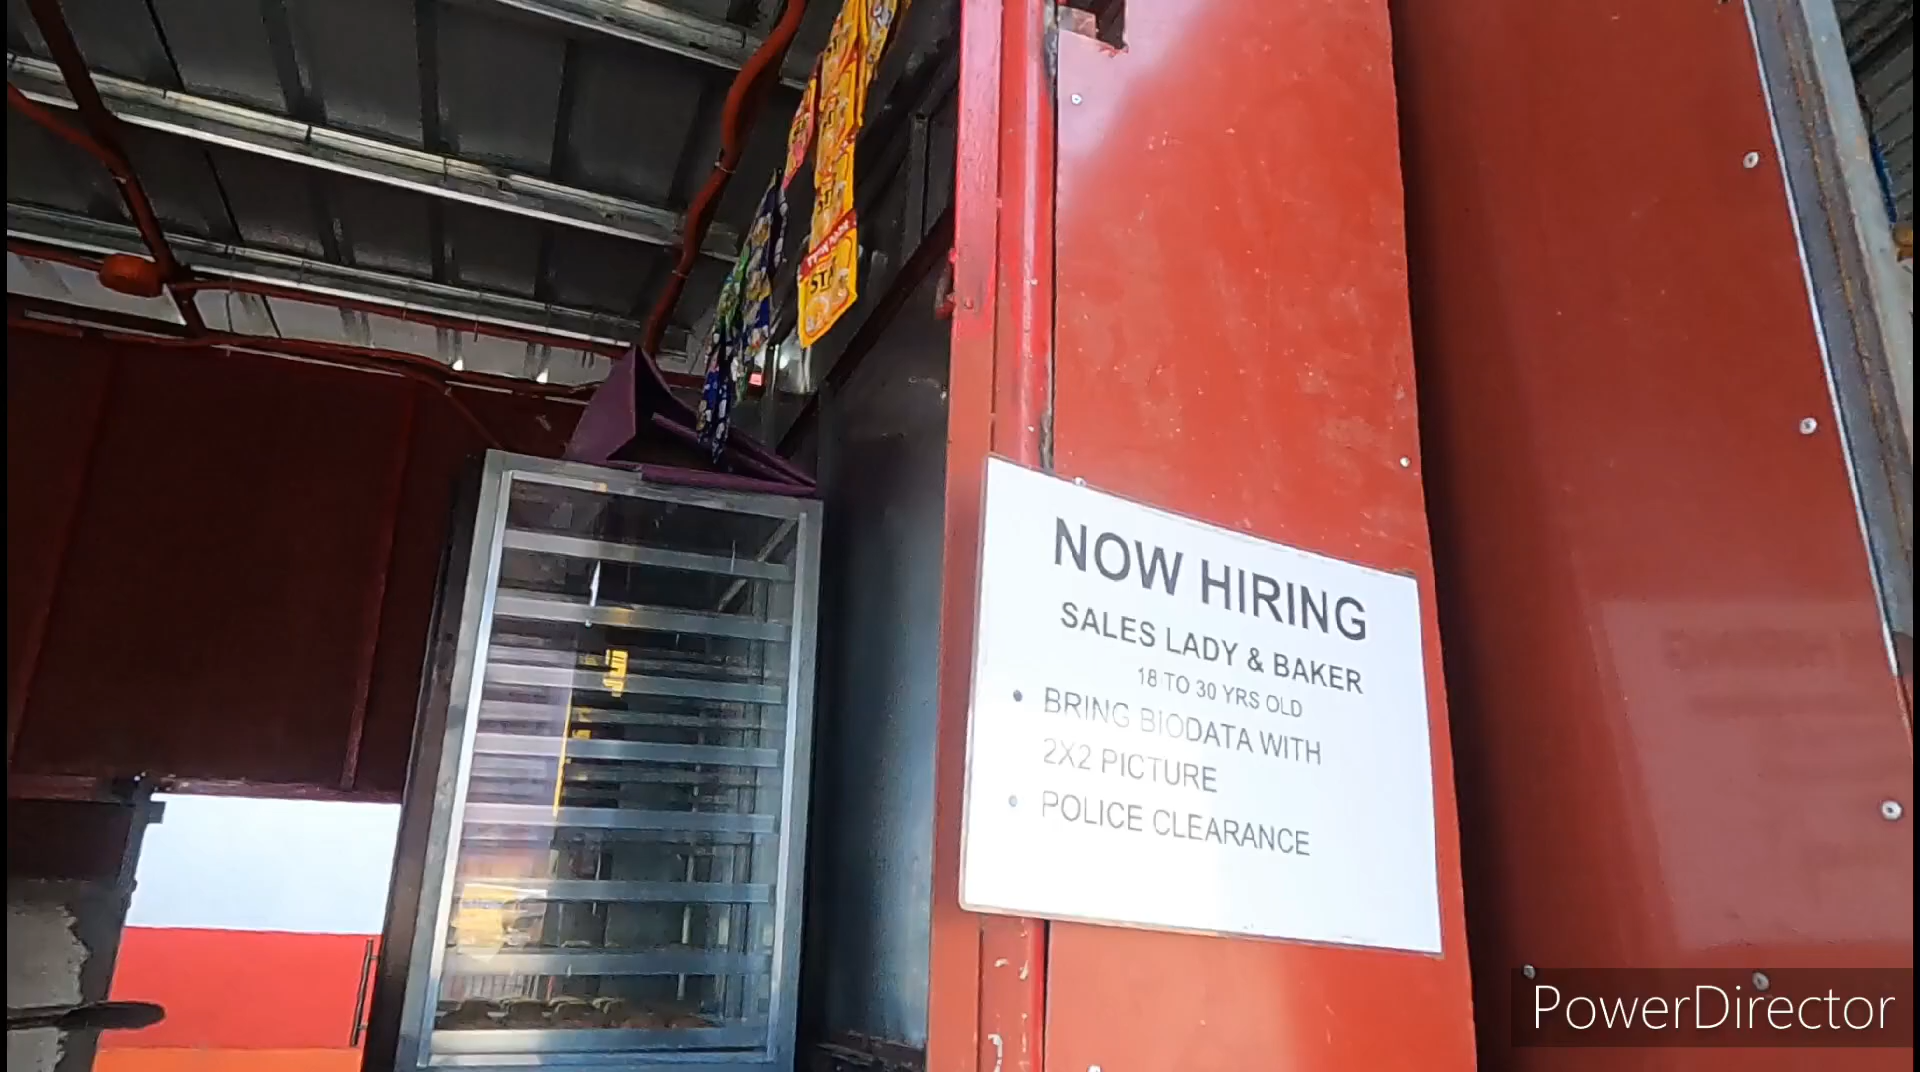 NOW HIRING
SALES LADY & BAKER
18 TO 30 YRS OLD
• BRING BIODATA WITH
2X2 PICTURE
• POLICE CLEARANCE
PowerDirector